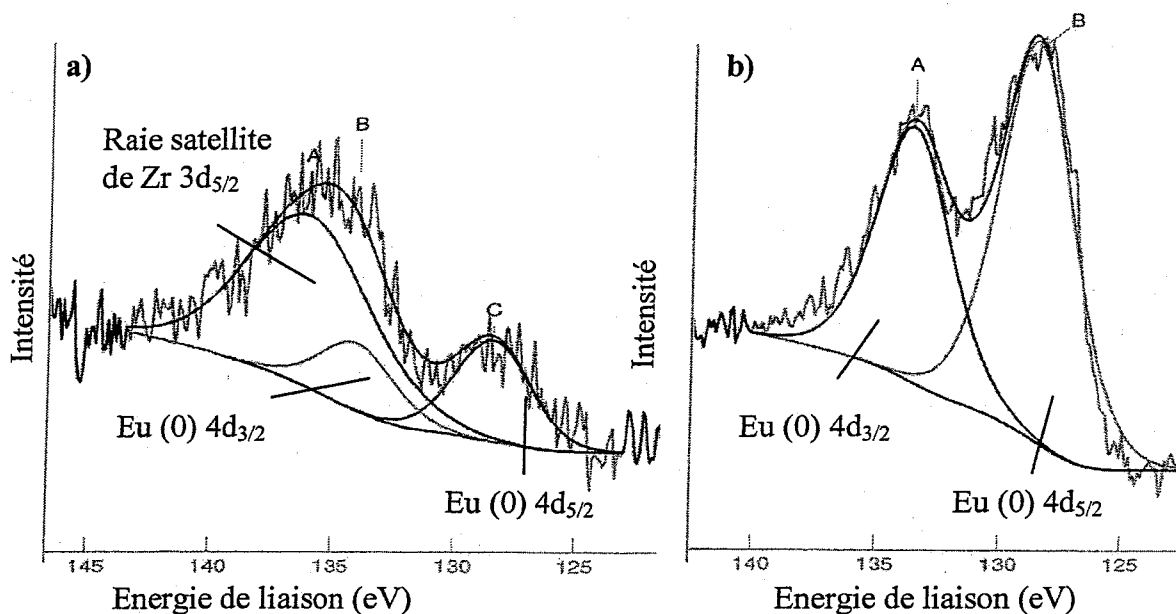 a)
Raie satellite
de Zr 3d5/2
A
B
C
Intensité
Eu (0) 4d3/2
Eu (0) 4d5/2
145 140 135 130 125
Energie de liaison (eV)
b)
A
B
Intensité
Eu (0) 4d3/2
Eu (0) 4d5/2
140 135 130 125
Energie de liaison (eV)